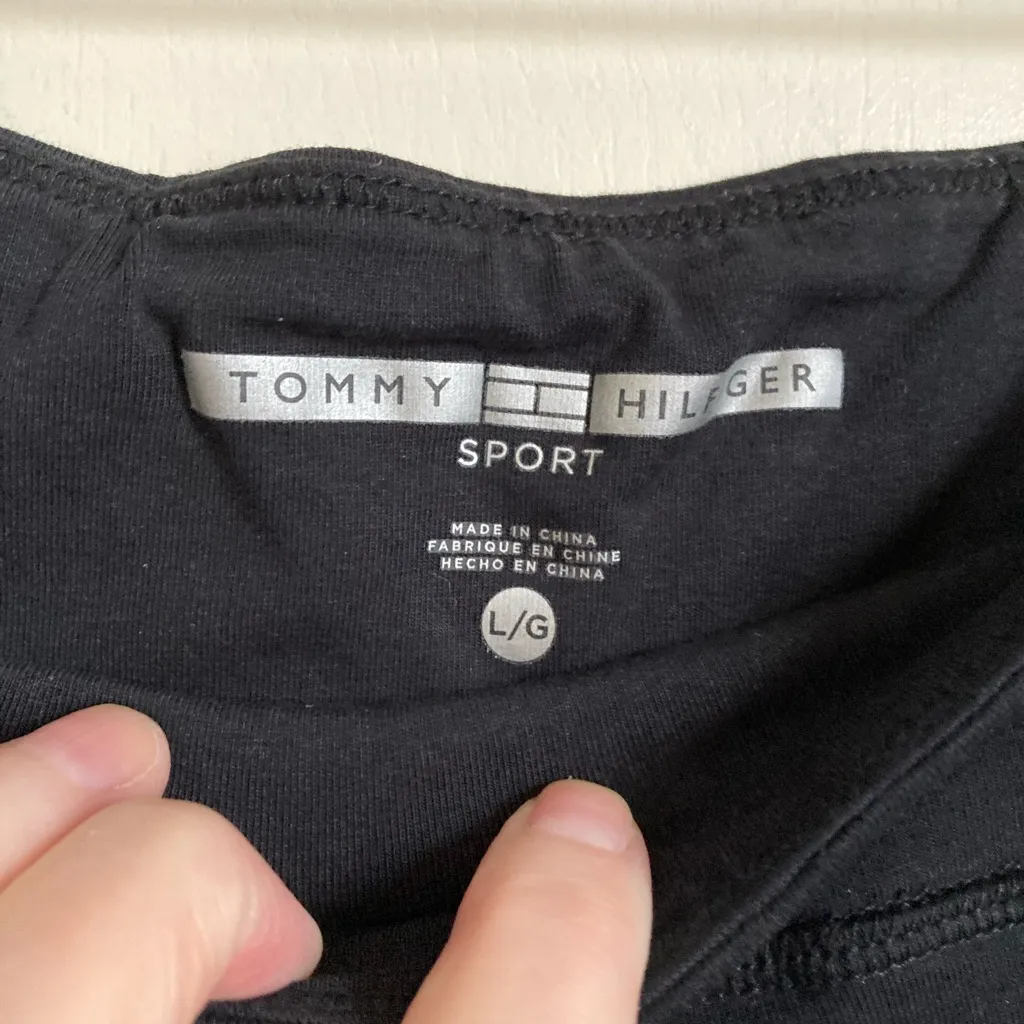 TOMMY HILFIGER
SPORT
MADE IN CHINA
FABRIQUE EN CHINE
HECHO EN CHINA
L/G